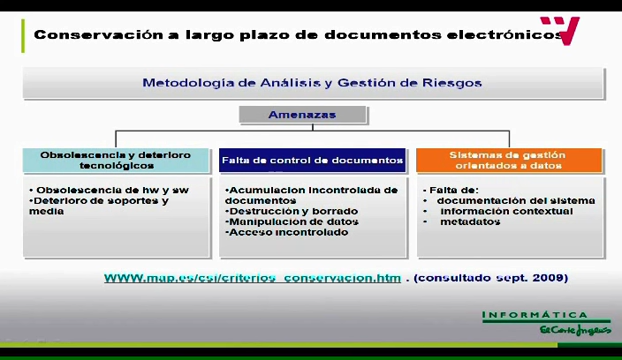 Conservación a largo plazo de documentos electrónicos
Metodología de Análisis y Gestión de Riesgos
Amenazas
Obsolescencia y deterioro
tecnológicos
• Obsolescencia de hw y sw
•Deterioro de soportes y
media
Falta de control de documentos
•Acumulacion incontrolada de
documentos
•Destrucción y borrado
•Manipulación de datos
•Acceso incontrolado
Sistemas de gestión
orientados a datos
- Falta de:
• documentación del sistema
• información contextual
• metadatos
WWW.map.es/csi/criterios_conservacion.htm . (consultado sept. 2009)
INFORMÁTICA
El Corte Inglés